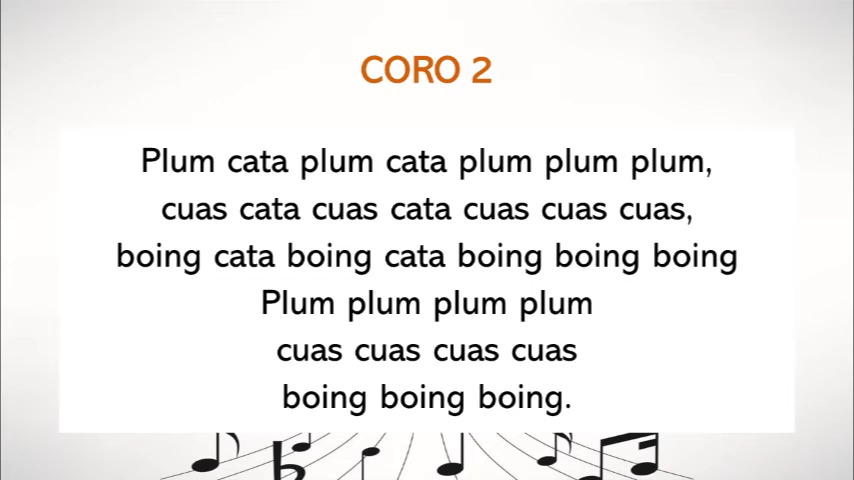 CORO 2
Plum cata plum cata plum plum plum,
cuas cata cuas cata cuas cuas cuas,
boing cata boing cata boing boing boing
Plum plum plum plum
cuas cuas cuas cuas
boing boing boing.